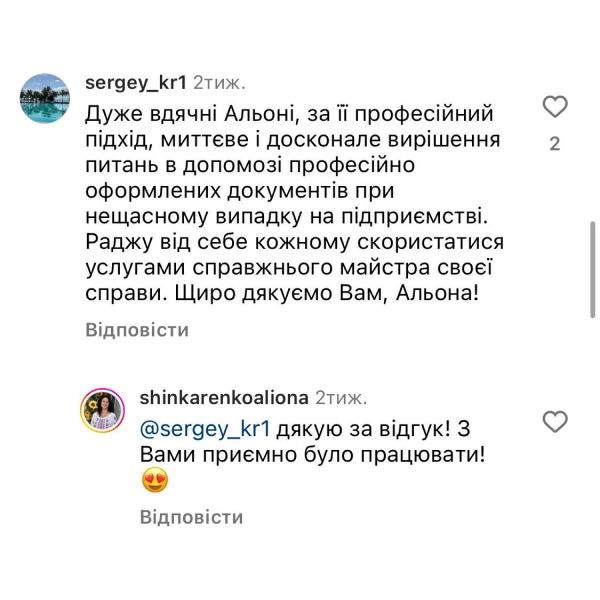 sergey_kr1 2тиж.
Дуже вдячні Альоні, за її професійний
підхід, миттєве і досконале вирішення
питань в допомозі професійно
оформлених документів при
нещасному випадку на підприємстві.
Раджу від себе кожному скористатися
услугами справжнього майстра своєї
справи. Щиро дякуємо Вам, Альона!
2
Відповісти
shinkarenkoaliona 2тиж.
@sergey_kr1 дякую за відгук! З
Вами приємно було працювати!
😍
Відповісти